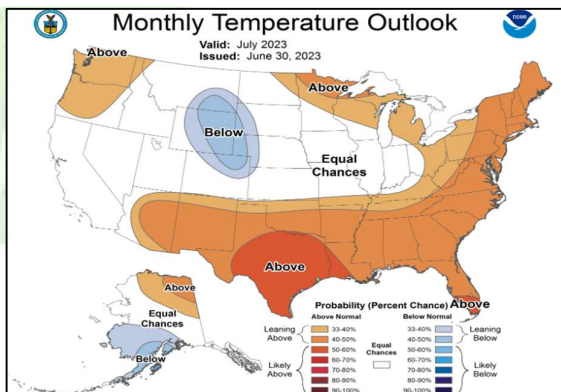 Monthly Temperature Outlook
NOAA
Valid: July 2023
Issued: June 30, 2023
Above
Above
Below
Equal
Chances
Above
Above
Above
Equal
Chances
Below
Probability (Percent Chance)
Above Normal
Below Normal
Leaning
Above
33-40%
40-50%
50-60%
60-70%
70-80%
80-90%
90-100%
Likely
Above
Equal
Chances
33-40%
40-50%
50-60%
60-70%
70-80%
80-90%
90-100%
Leaning
Below
Likely
Below